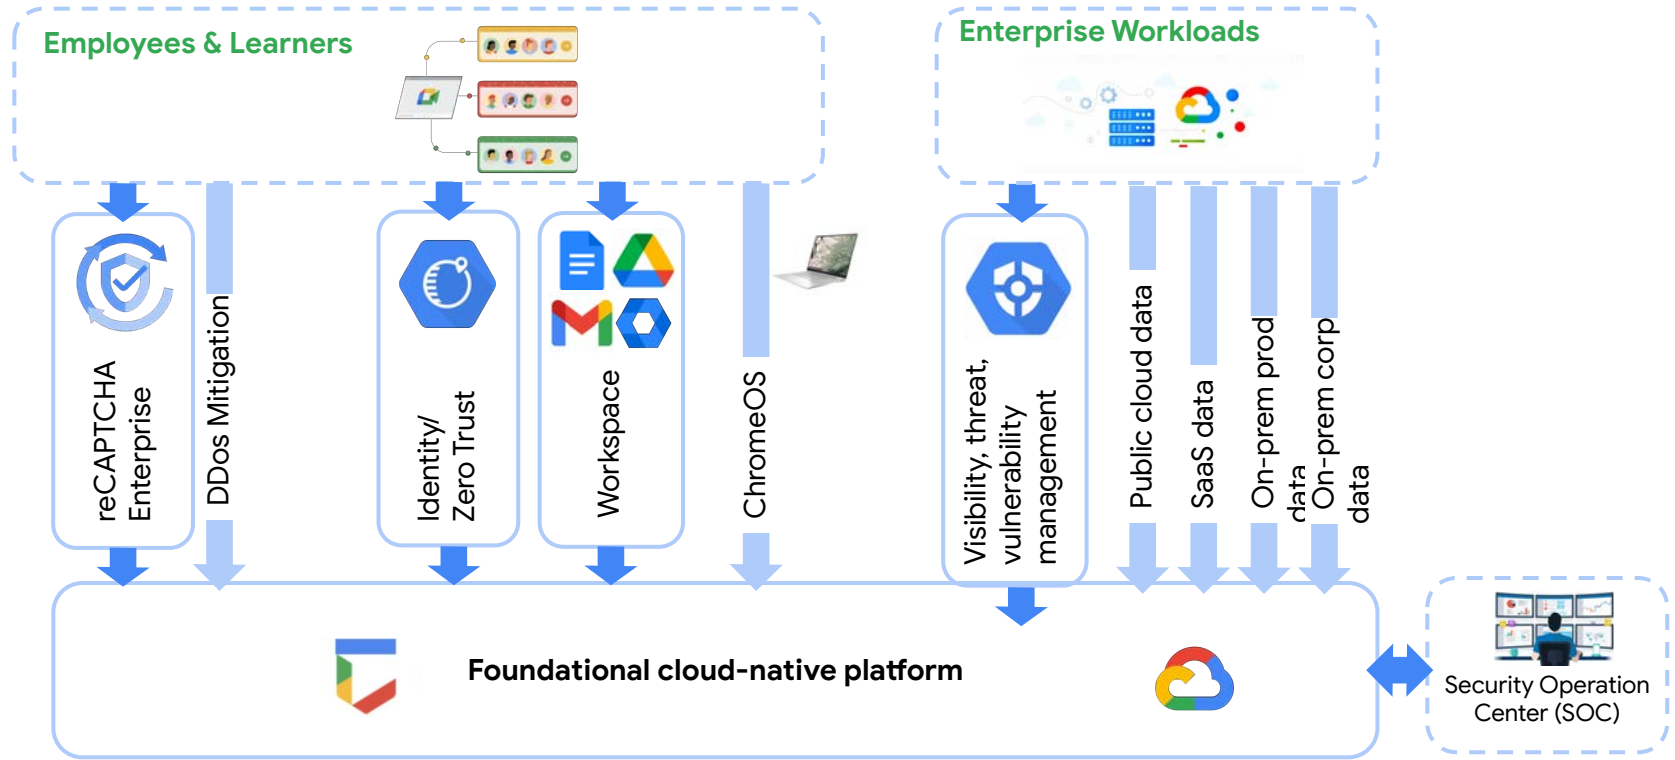 Employees & Learners
Enterprise Workloads
reCAPTCHA
Enterprise
DDos Mitigation
Identity/
Zero Trust
Workspace
ChromeOS
Visibility, threat,
vulnerability
management
Public cloud data
SaaS data
On-prem prod
data
On-prem corp
data
Foundational cloud-native platform
Security Operation
Center (SOC)